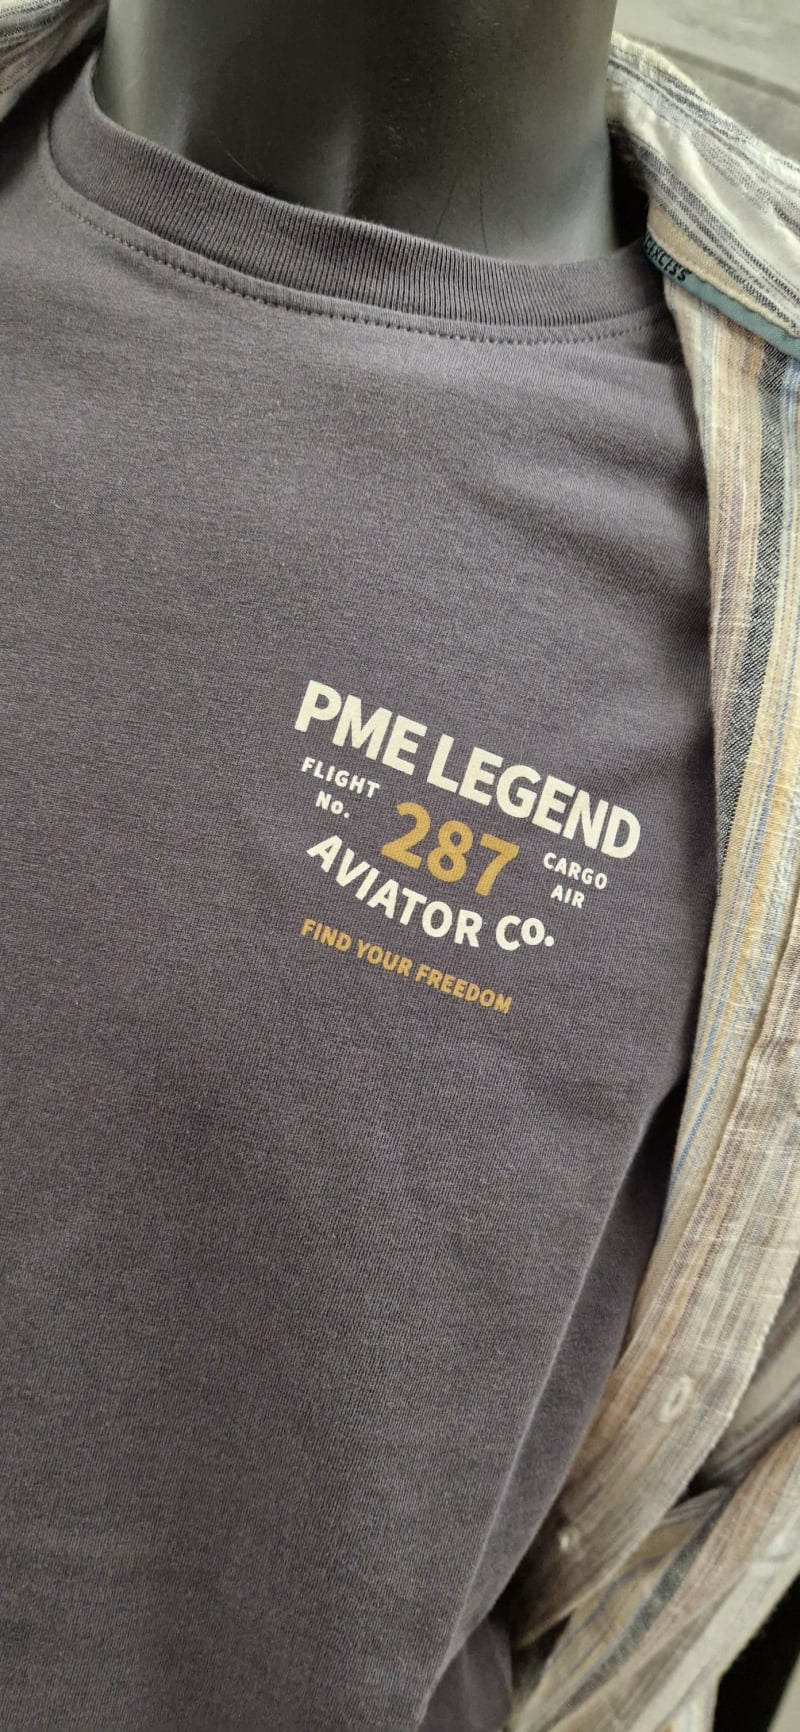 PME LEGEND
FLIGHT
No.
287
CARGO
AIR
AVIATOR Co.
FIND YOUR FREEDOM